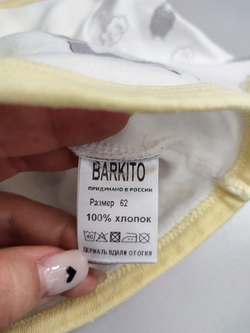 BARKITO
ПРИДУМАНО В РОССИИ
Размер 62
100% ХЛОПОК
ДЕРЖАТЬ ВДАЛИ ОТ ОГНЯ